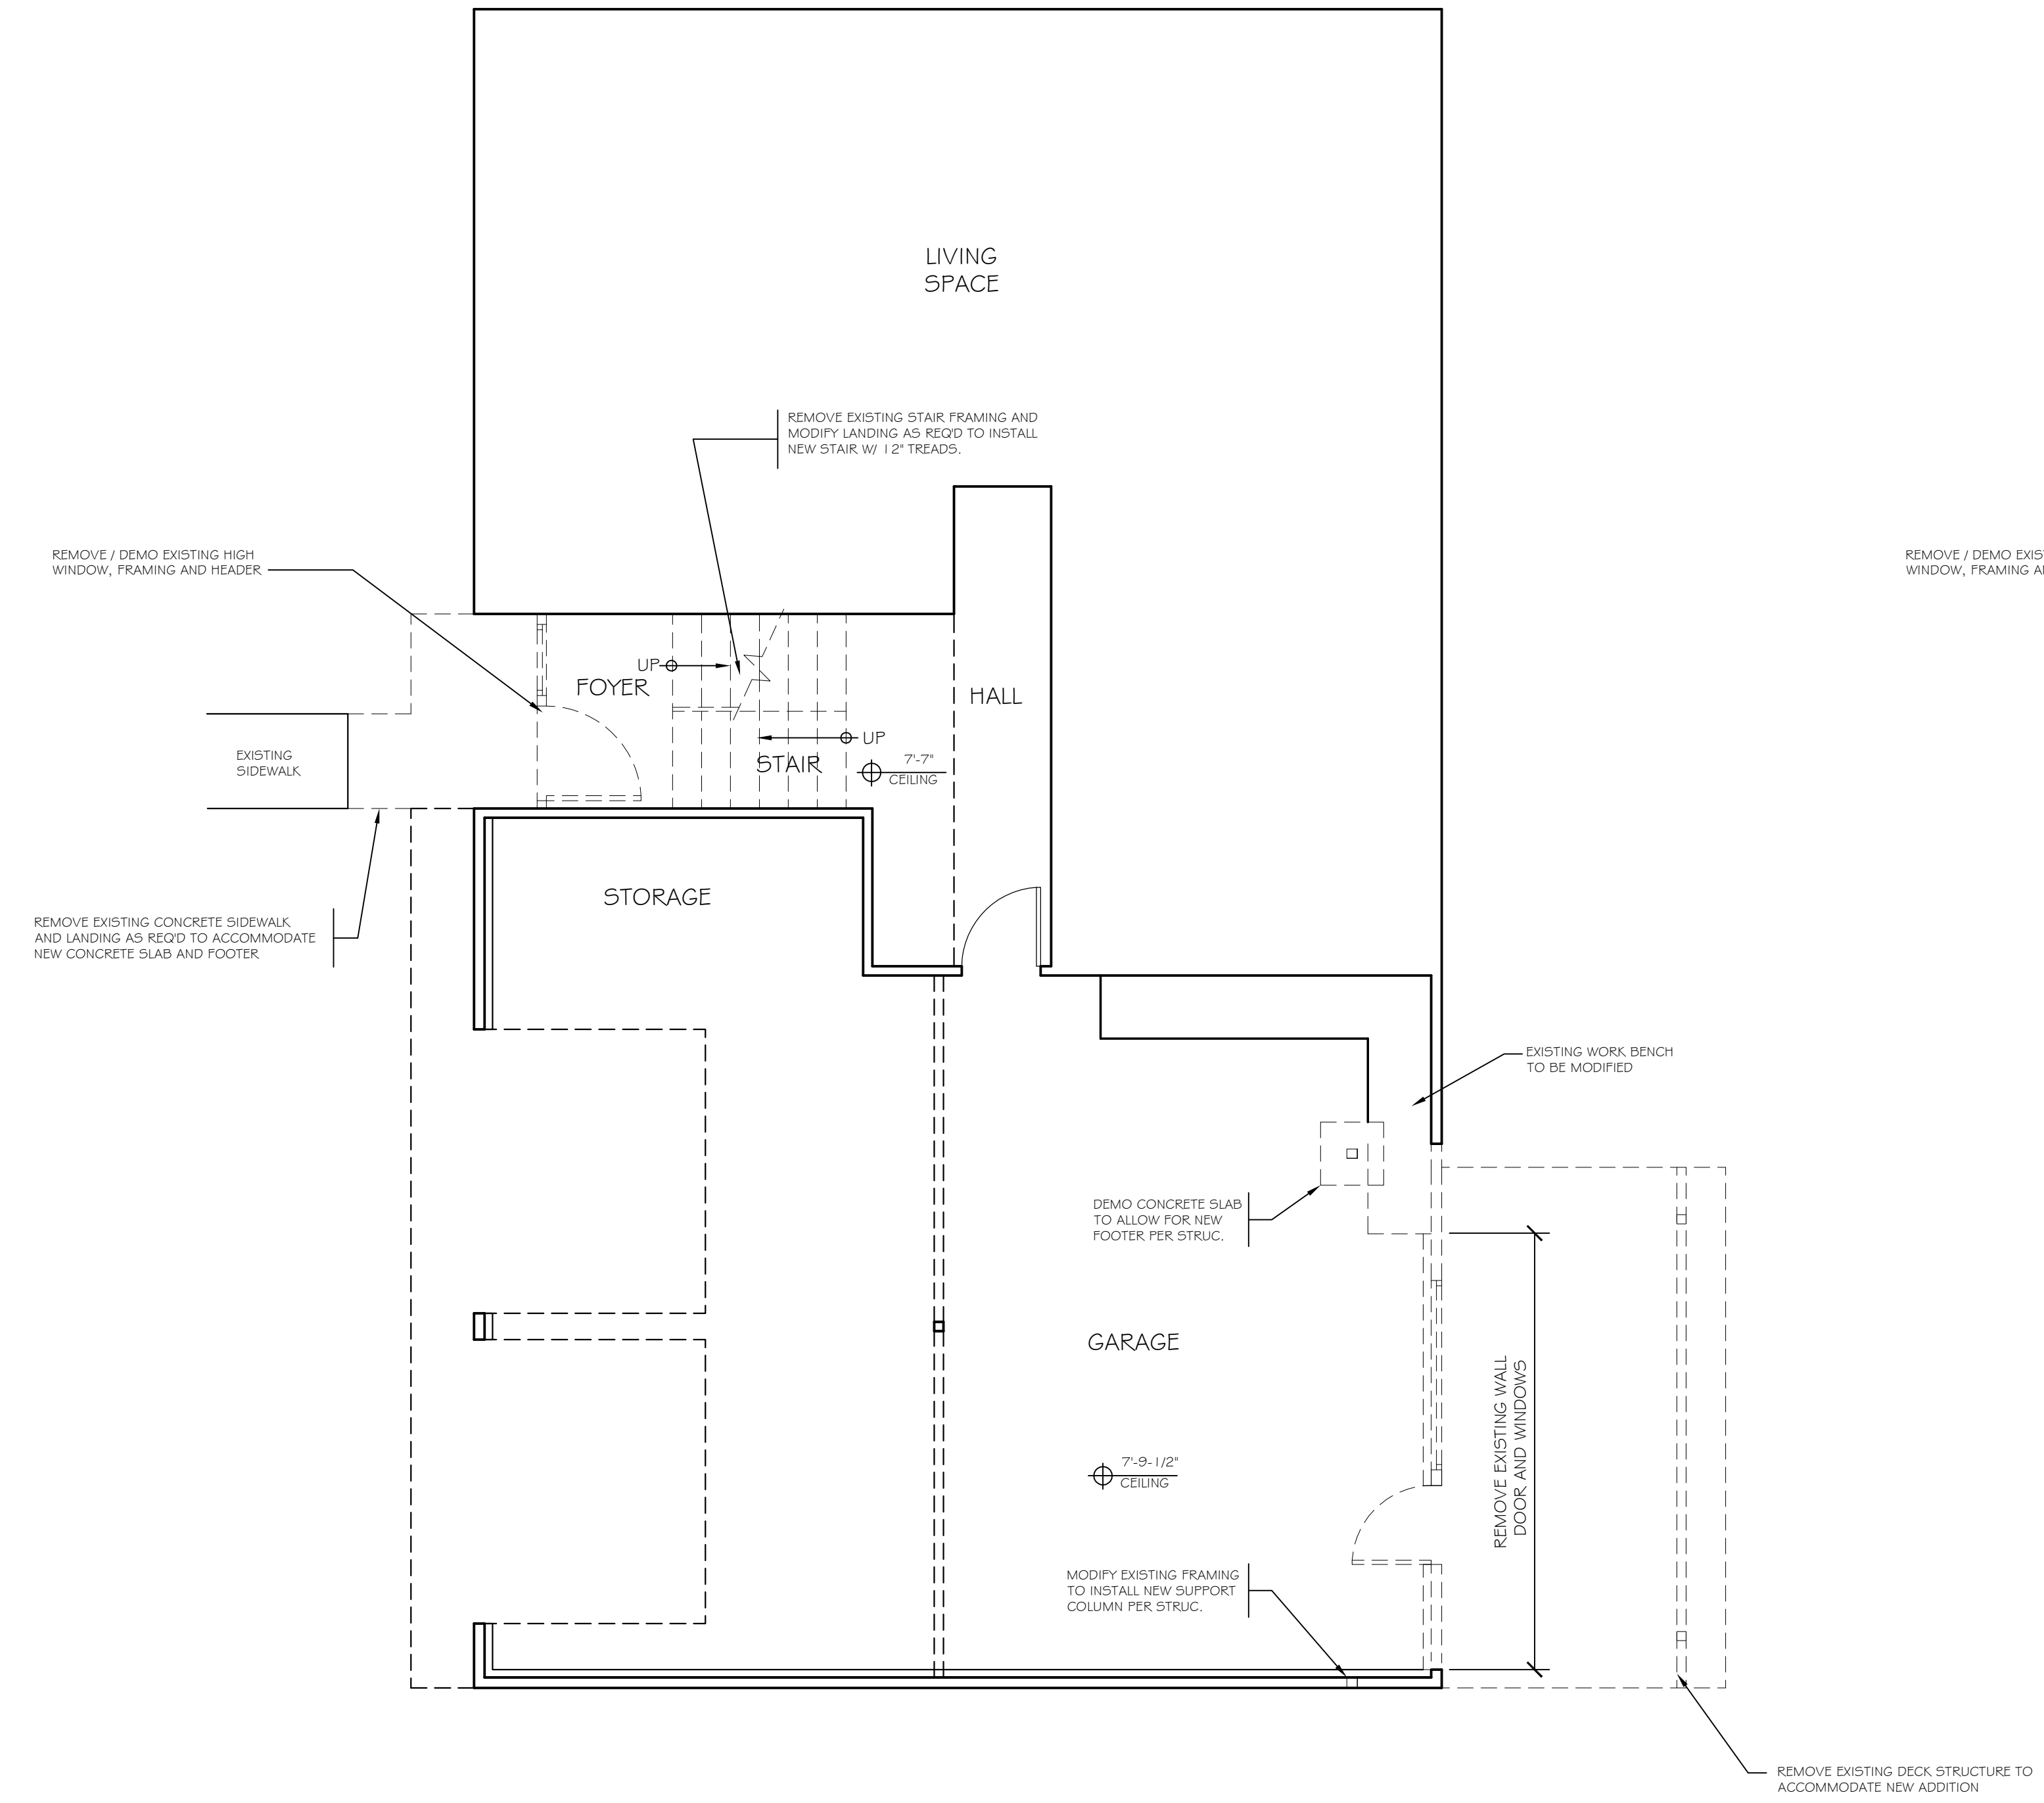 LIVING
SPACE
REMOVE EXISTING STAIR FRAMING AND
MODIFY LANDING AS REQ'D TO INSTALL
NEW STAIR W/ 12" TREADS.
REMOVE / DEMO EXISTING HIGH
WINDOW, FRAMING AND HEADER
REMOVE / DEMO EXIS
WINDOW, FRAMING A
UP
FOYER
HALL
UP
STAIR
7'-7"
CEILING
EXISTING
SIDEWALK
STORAGE
REMOVE EXISTING CONCRETE SIDEWALK
AND LANDING AS REQ'D TO ACCOMMODATE
NEW CONCRETE SLAB AND FOOTER
EXISTING WORK BENCH
TO BE MODIFIED
DEMO CONCRETE SLAB
TO ALLOW FOR NEW
FOOTER PER STRUC.
GARAGE
REMOVE EXISTING WALL
DOOR AND WINDOWS
7'-9-1/2"
CEILING
MODIFY EXISTING FRAMING
TO INSTALL NEW SUPPORT
COLUMN PER STRUC.
REMOVE EXISTING DECK STRUCTURE TO
ACCOMMODATE NEW ADDITION